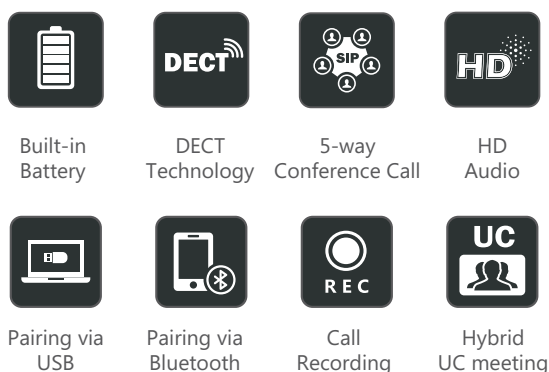 DECT
SIP
HD
Built-in
Battery
DECT
Technology
5-way
Conference Call
HD
Audio
REC
UC
Pairing via
USB
Pairing via
Bluetooth
Call
Recording
Hybrid
UC meeting